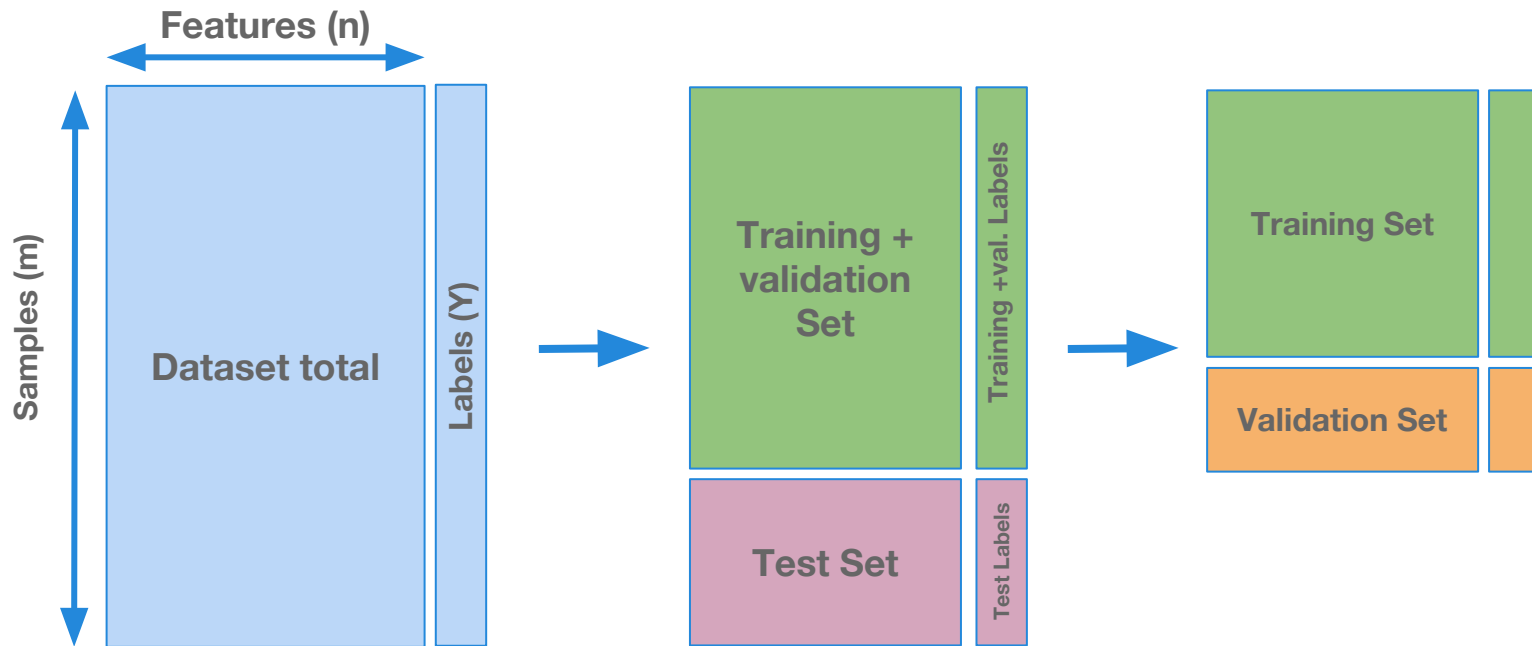 Features (n)
Samples (m)
Dataset total
Labels (Y)
Training +
validation
Set
Training +val. Labels
Test Set
Test Labels
Training Set
Validation Set